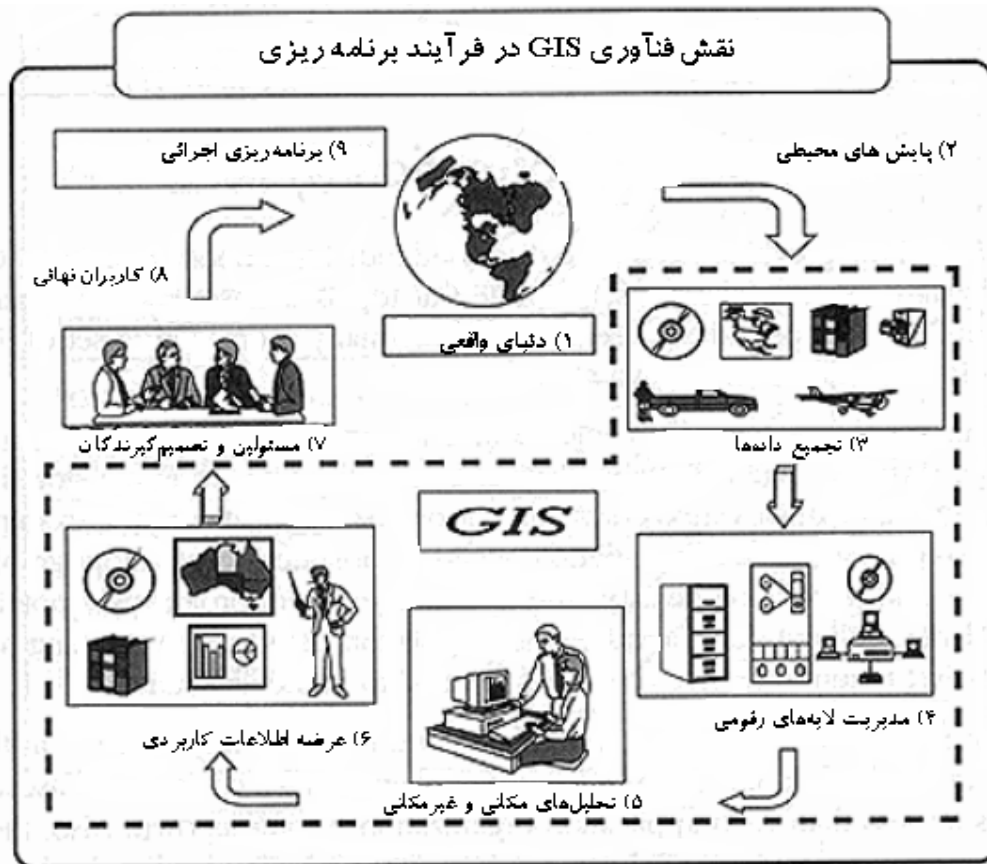 نقش فنآوری GIS در فرآیند برنامه ریزی
۱) دنیای واقعی
۲) پایش های محیطی
۳) تجمیع داده‌ها
۴) مدیریت لایه‌های رقومی
۵) تحلیل‌های مکانی و غیرمکانی
۶) عرضه اطلاعات کاربردی
۷) مسئولین و تصمیم‌گیرندگان
۸) کاربران نهائی
۹) برنامه‌ریزی اجرائی
GIS